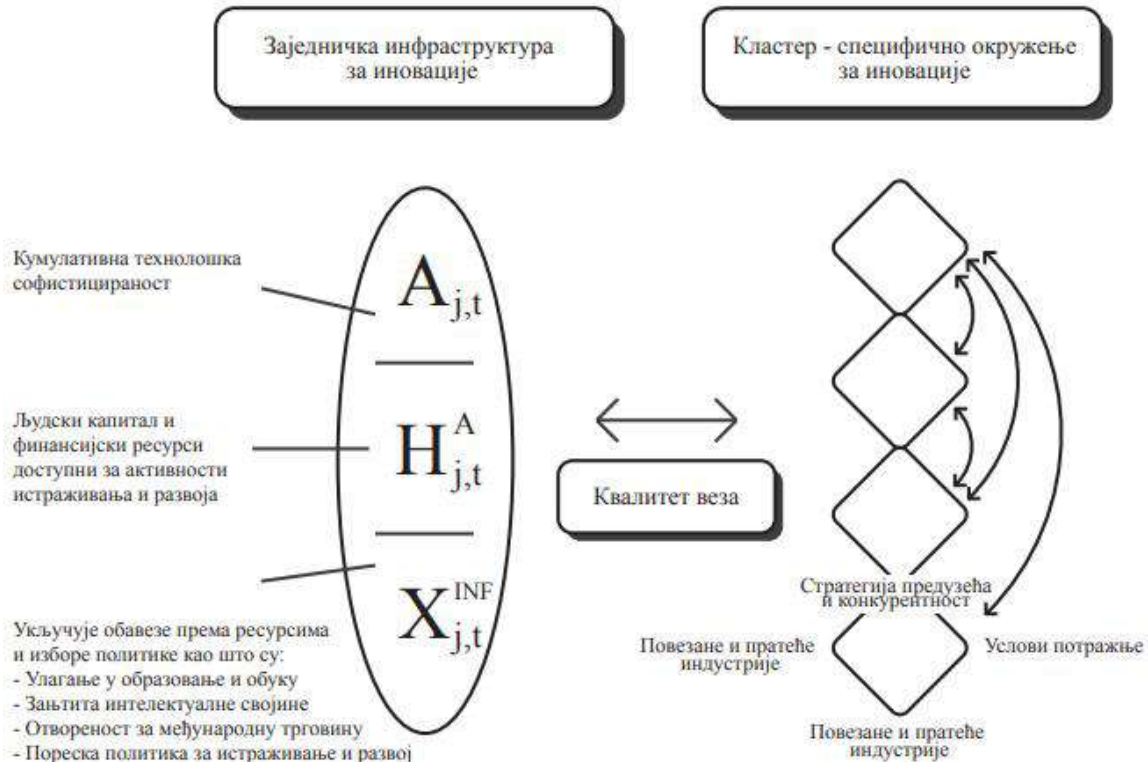 Заједничка инфраструктура
за иновације
Кластер - специфично окружење
за иновације
Кумулативна технолошка
софистицираност
A j,t
Људски капитал и
финансијски ресурси
доступни за активности
истраживања и развоја
H A j,t
Квалитет веза
X INF j,t
Укључује обавезе према ресурсима
и изборе политике као што су:
- Улагање у образовање и обуку
- Зањтита интелектуалне својине
- Отвореност за међународну трговину
- Пореска политика за истраживање и развој
Стратегија предузећа
и конкурентност
Повезане и пратеће
индустрије
Услови потражње
Повезане и пратеће
индустрије